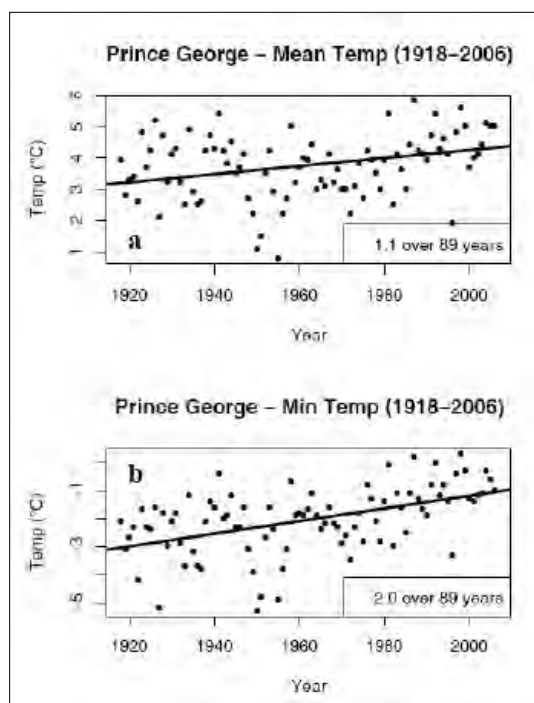 Prince George – Mean Temp (1918–2006)
Temp (°C)
6
5
4
3
2
1
a
1.1 over 89 years
1920
1940
1960
1980
2000
Year
Prince George – Min Temp (1918–2006)
Temp (°C)
-1
-3
-5
b
2.0 over 89 years
1920
1940
1960
1980
2000
Year